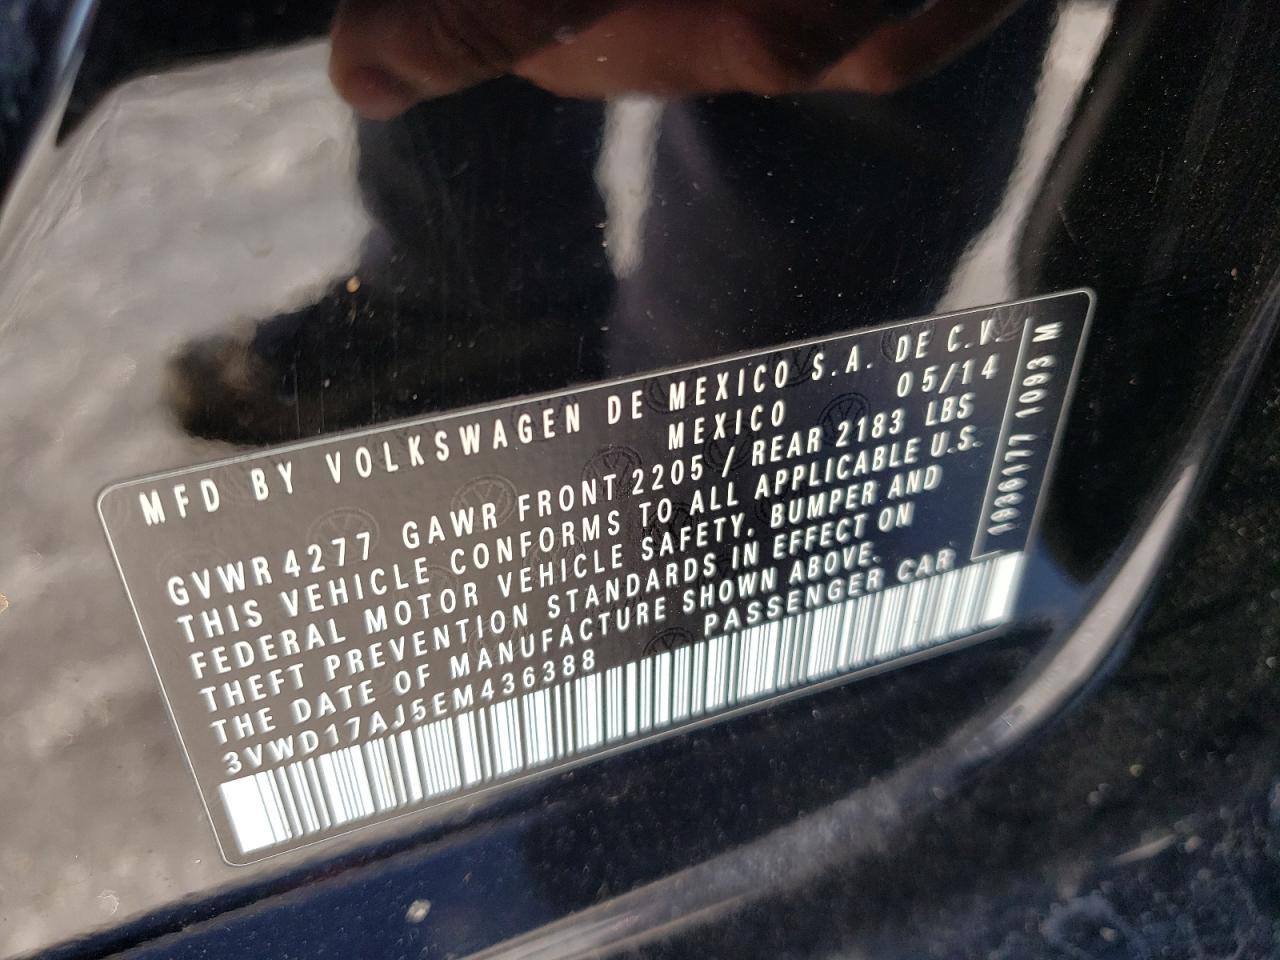 MFD BY VOLKSWAGEN DE MEXICO S.A. DE C.V.
MEXICO 05/14
GVWR 4277 GAWR FRONT 2205 / REAR 2183 LBS
THIS VEHICLE CONFORMS TO ALL APPLICABLE U.S.
FEDERAL MOTOR VEHICLE SAFETY, BUMPER AND
THEFT PREVENTION STANDARDS IN EFFECT ON
THE DATE OF MANUFACTURE SHOWN ABOVE.
3VWD17AJ5EM436388 PASSENGER CAR
1936177 1093 M